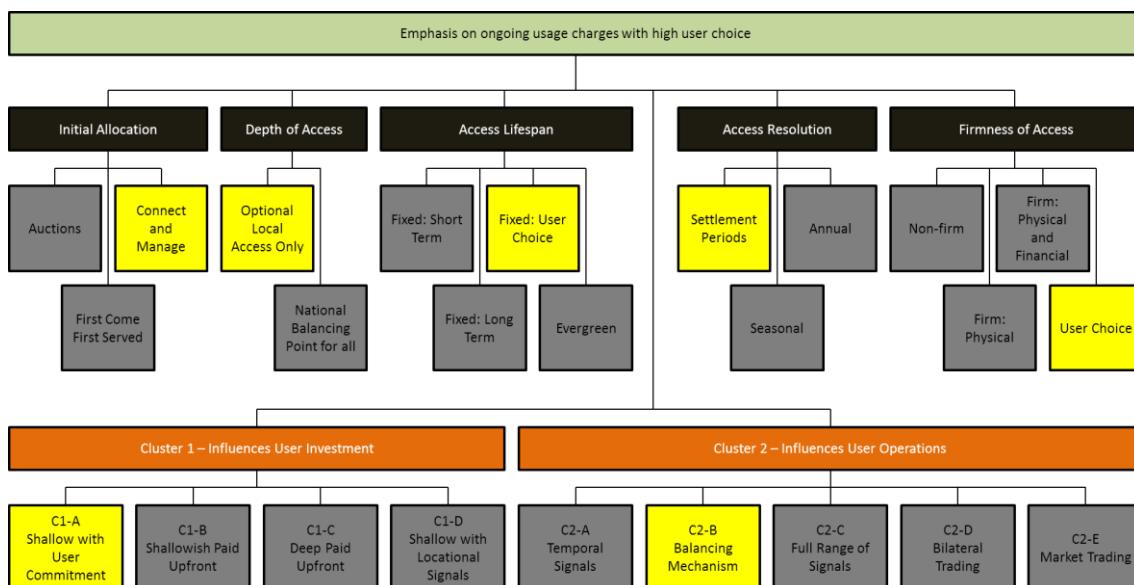 Emphasis on ongoing usage charges with high user choice
Initial Allocation
Depth of Access
Access Lifespan
Access Resolution
Firmness of Access
Auctions
Connect
and
Manage
Optional
Local
Access Only
Fixed: Short
Term
Fixed: User
Choice
Settlement
Periods
Annual
Non-firm
Firm:
Physical
and
Financial
First Come
First Served
National
Balancing
Point for all
Fixed: Long
Term
Evergreen
Seasonal
Firm:
Physical
User Choice
Cluster 1 – Influences User Investment
Cluster 2 – Influences User Operations
C1-A
Shallow with
User
Commitment
C1-B
Shallowish Paid
Upfront
C1-C
Deep Paid
Upfront
C1-D
Shallow with
Locational
Signals
C2-A
Temporal
Signals
C2-B
Balancing
Mechanism
C2-C
Full Range of
Signals
C2-D
Bilateral
Trading
C2-E
Market Trading